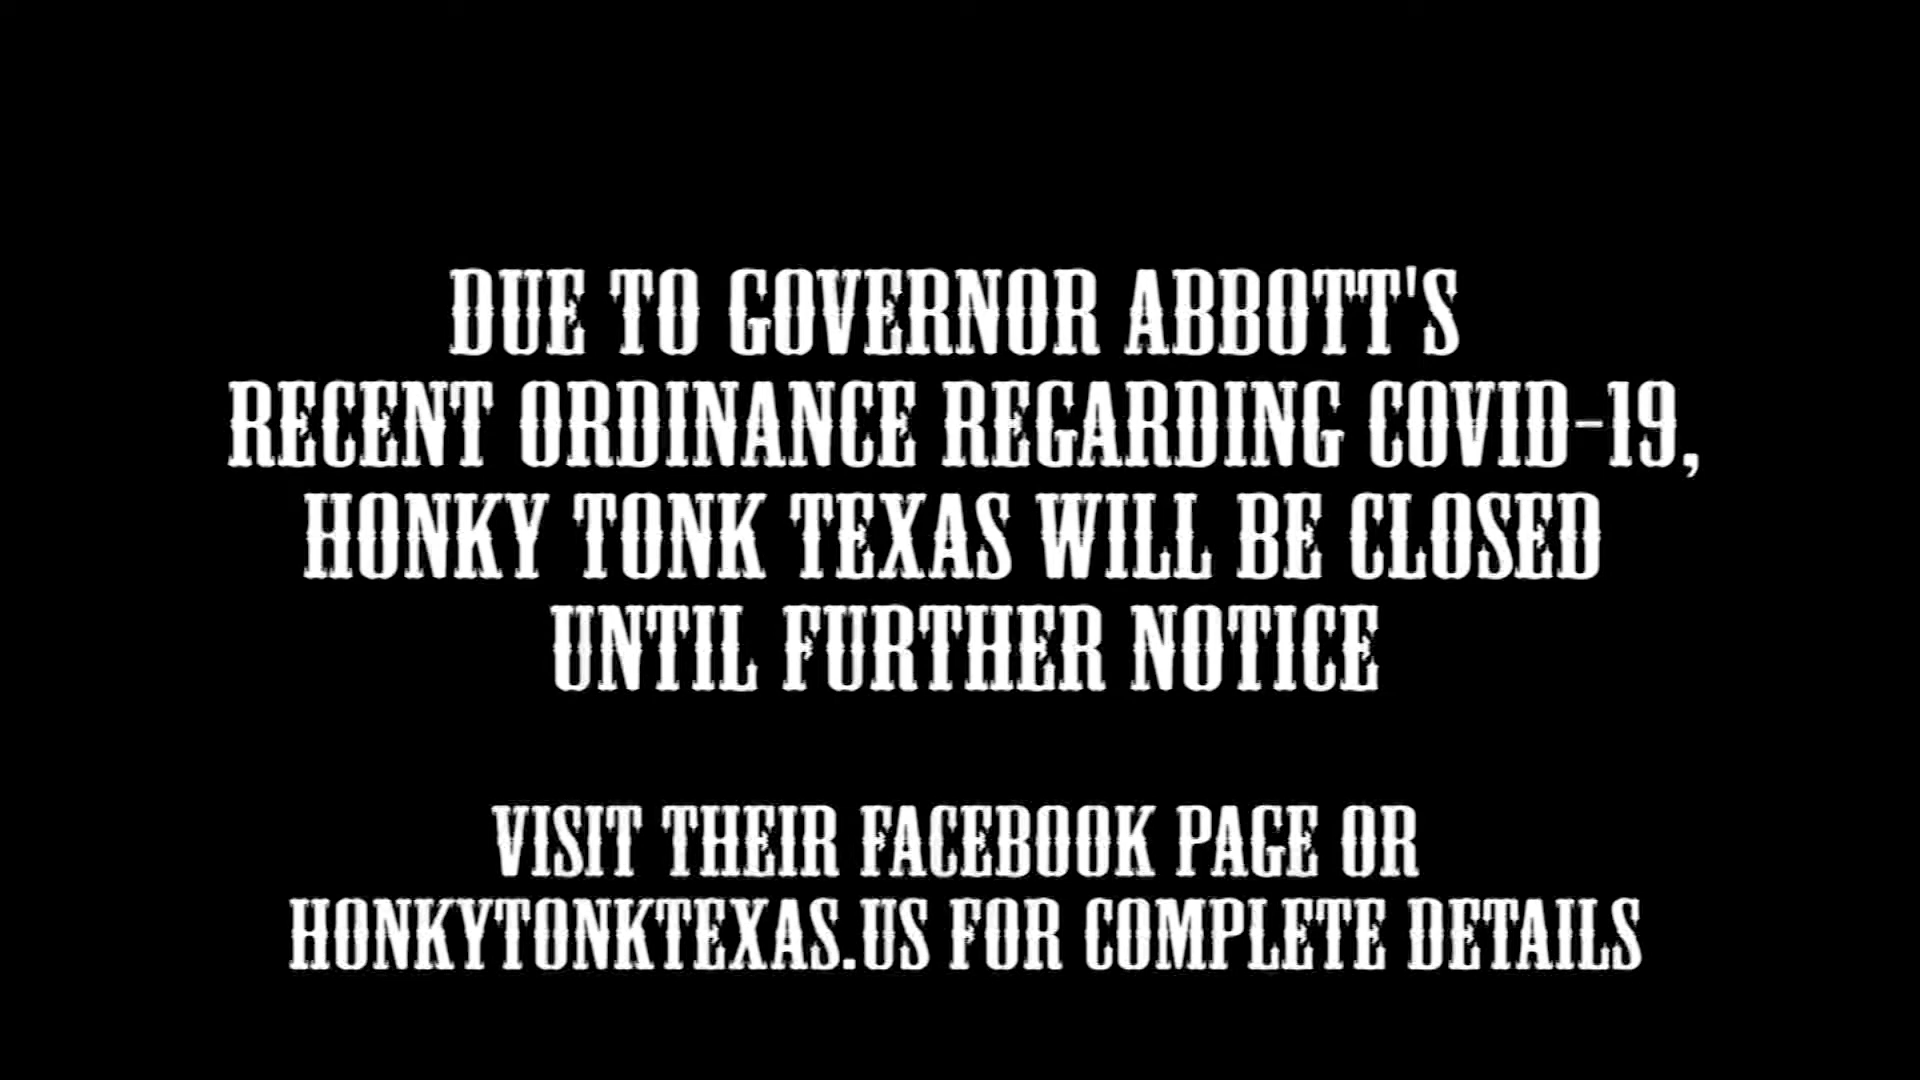 DUE TO GOVERNOR ABBOTT'S
RECENT ORDINANCE REGARDING COVID-19,
HONKY TONK TEXAS WILL BE CLOSED
UNTIL FURTHER NOTICE
VISIT THEIR FACEBOOK PAGE OR
HONKYTONKTEXAS.US FOR COMPLETE DETAILS